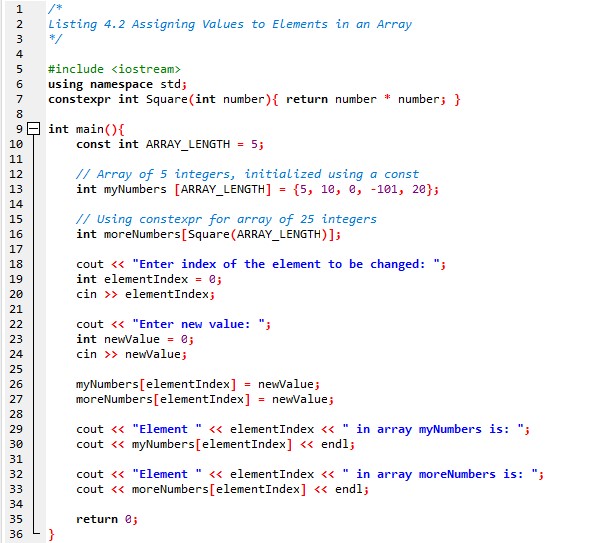 1 /*
2 Listing 4.2 Assigning Values to Elements in an Array
3 */
4
5 #include <iostream>
6 using namespace std;
7 constexpr int Square(int number){ return number * number; }
8
9 int main(){
10 const int ARRAY_LENGTH = 5;
11
12 // Array of 5 integers, initialized using a const
13 int myNumbers [ARRAY_LENGTH] = {5, 10, 0, -101, 20};
14
15 // Using constexpr for array of 25 integers
16 int moreNumbers[Square(ARRAY_LENGTH)];
17
18 cout << "Enter index of the element to be changed: ";
19 int elementIndex = 0;
20 cin >> elementIndex;
21
22 cout << "Enter new value: ";
23 int newValue = 0;
24 cin >> newValue;
25
26 myNumbers[elementIndex] = newValue;
27 moreNumbers[elementIndex] = newValue;
28
29 cout << "Element " << elementIndex << " in array myNumbers is: ";
30 cout << myNumbers[elementIndex] << endl;
31
32 cout << "Element " << elementIndex << " in array moreNumbers is: ";
33 cout << moreNumbers[elementIndex] << endl;
34
35 return 0;
36 }